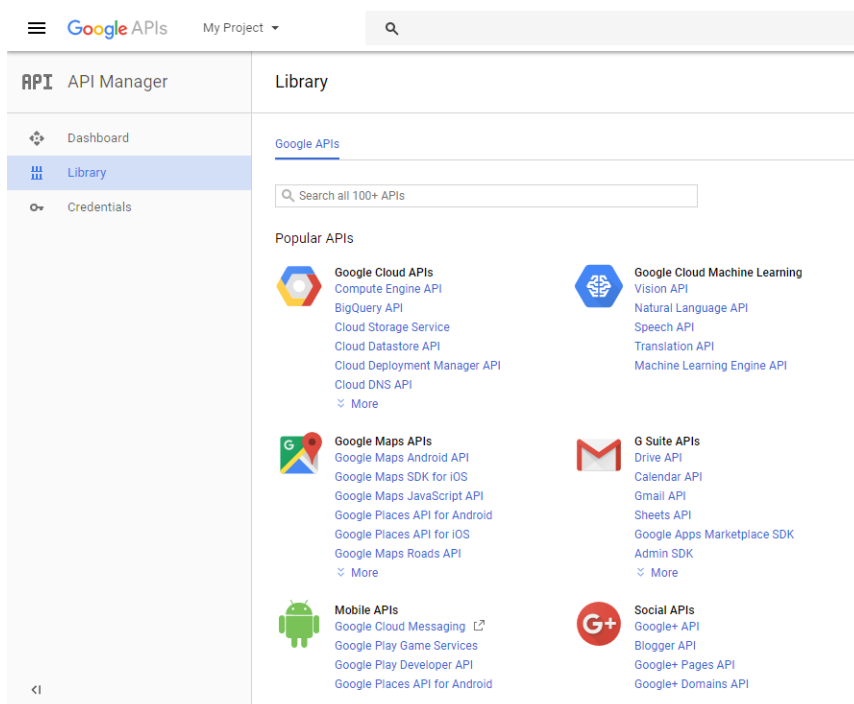 Google APIs
My Project
API API Manager
Library
Dashboard
Library
Credentials
Google APIs
Search all 100+ APIs
Popular APIs
Google Cloud APIs
Compute Engine API
BigQuery API
Cloud Storage Service
Cloud Datastore API
Cloud Deployment Manager API
Cloud DNS API
More
Google Cloud Machine Learning
Vision API
Natural Language API
Speech API
Translation API
Machine Learning Engine API
G
Google Maps APIs
Google Maps Android API
Google Maps SDK for iOS
Google Maps JavaScript API
Google Places API for Android
Google Places API for iOS
Google Maps Roads API
More
G Suite APIs
Drive API
Calendar API
Gmail API
Sheets API
Google Apps Marketplace SDK
Admin SDK
More
Mobile APIs
Google Cloud Messaging
Google Play Game Services
Google Play Developer API
Google Places API for Android
G+
Social APIs
Google+ API
Blogger API
Google+ Pages API
Google+ Domains API